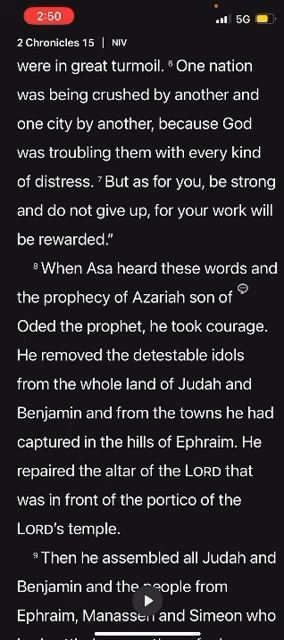 2:50
5G
2 Chronicles 15 | NIV
were in great turmoil. 6 One nation
was being crushed by another and
one city by another, because God
was troubling them with every kind
of distress. 7 But as for you, be strong
and do not give up, for your work will
be rewarded.”
8 When Asa heard these words and
the prophecy of Azariah son of
Oded the prophet, he took courage.
He removed the detestable idols
from the whole land of Judah and
Benjamin and from the towns he had
captured in the hills of Ephraim. He
repaired the altar of the LORD that
was in front of the portico of the
LORD’s temple.
9 Then he assembled all Judah and
Benjamin and the people from
Ephraim, Manasseh and Simeon who